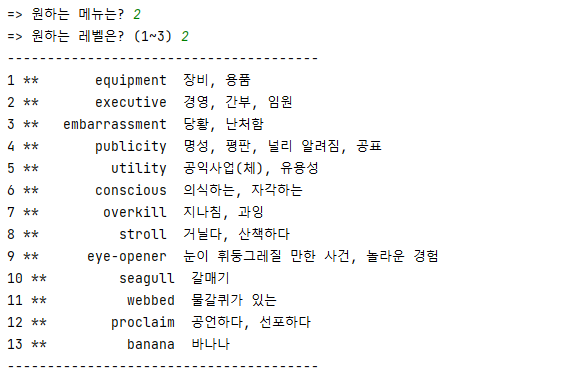 => 원하는 메뉴는? 2
=> 원하는 레벨은? (1~3) 2
---------------------------------------
1 **       equipment  장비, 용품
2 **       executive  경영, 간부, 임원
3 **   embarrassment  당황, 난처함
4 **       publicity  명성, 평판, 널리 알려짐, 공표
5 **         utility  공익사업(체), 유용성
6 **       conscious  의식하는, 자각하는
7 **        overkill  지나침, 과잉
8 **          stroll  거닐다, 산책하다
9 **      eye-opener  눈이 휘둥그레질 만한 사건, 놀라운 경험
10 **         seagull  갈매기
11 **          webbed  물갈퀴가 있는
12 **        proclaim  공언하다, 선포하다
13 **          banana  바나나
---------------------------------------